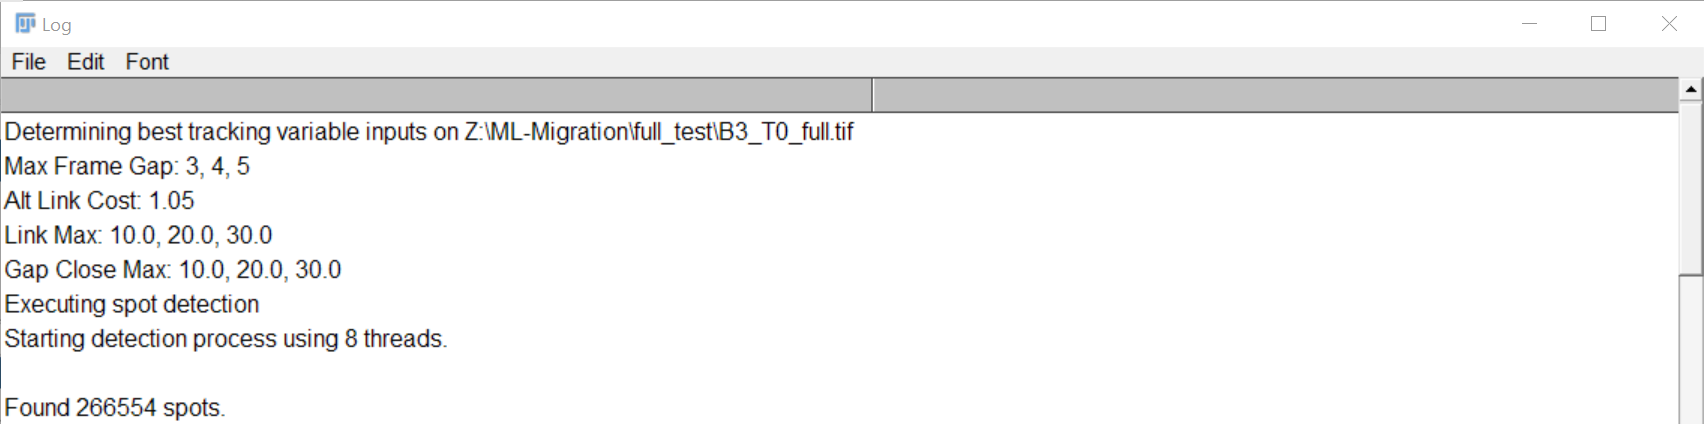 Log
File Edit Font
Determining best tracking variable inputs on Z:\ML-Migration\full_test\B3_T0_full.tif
Max Frame Gap: 3, 4, 5
Alt Link Cost: 1.05
Link Max: 10.0, 20.0, 30.0
Gap Close Max: 10.0, 20.0, 30.0
Executing spot detection
Starting detection process using 8 threads.
Found 266554 spots.